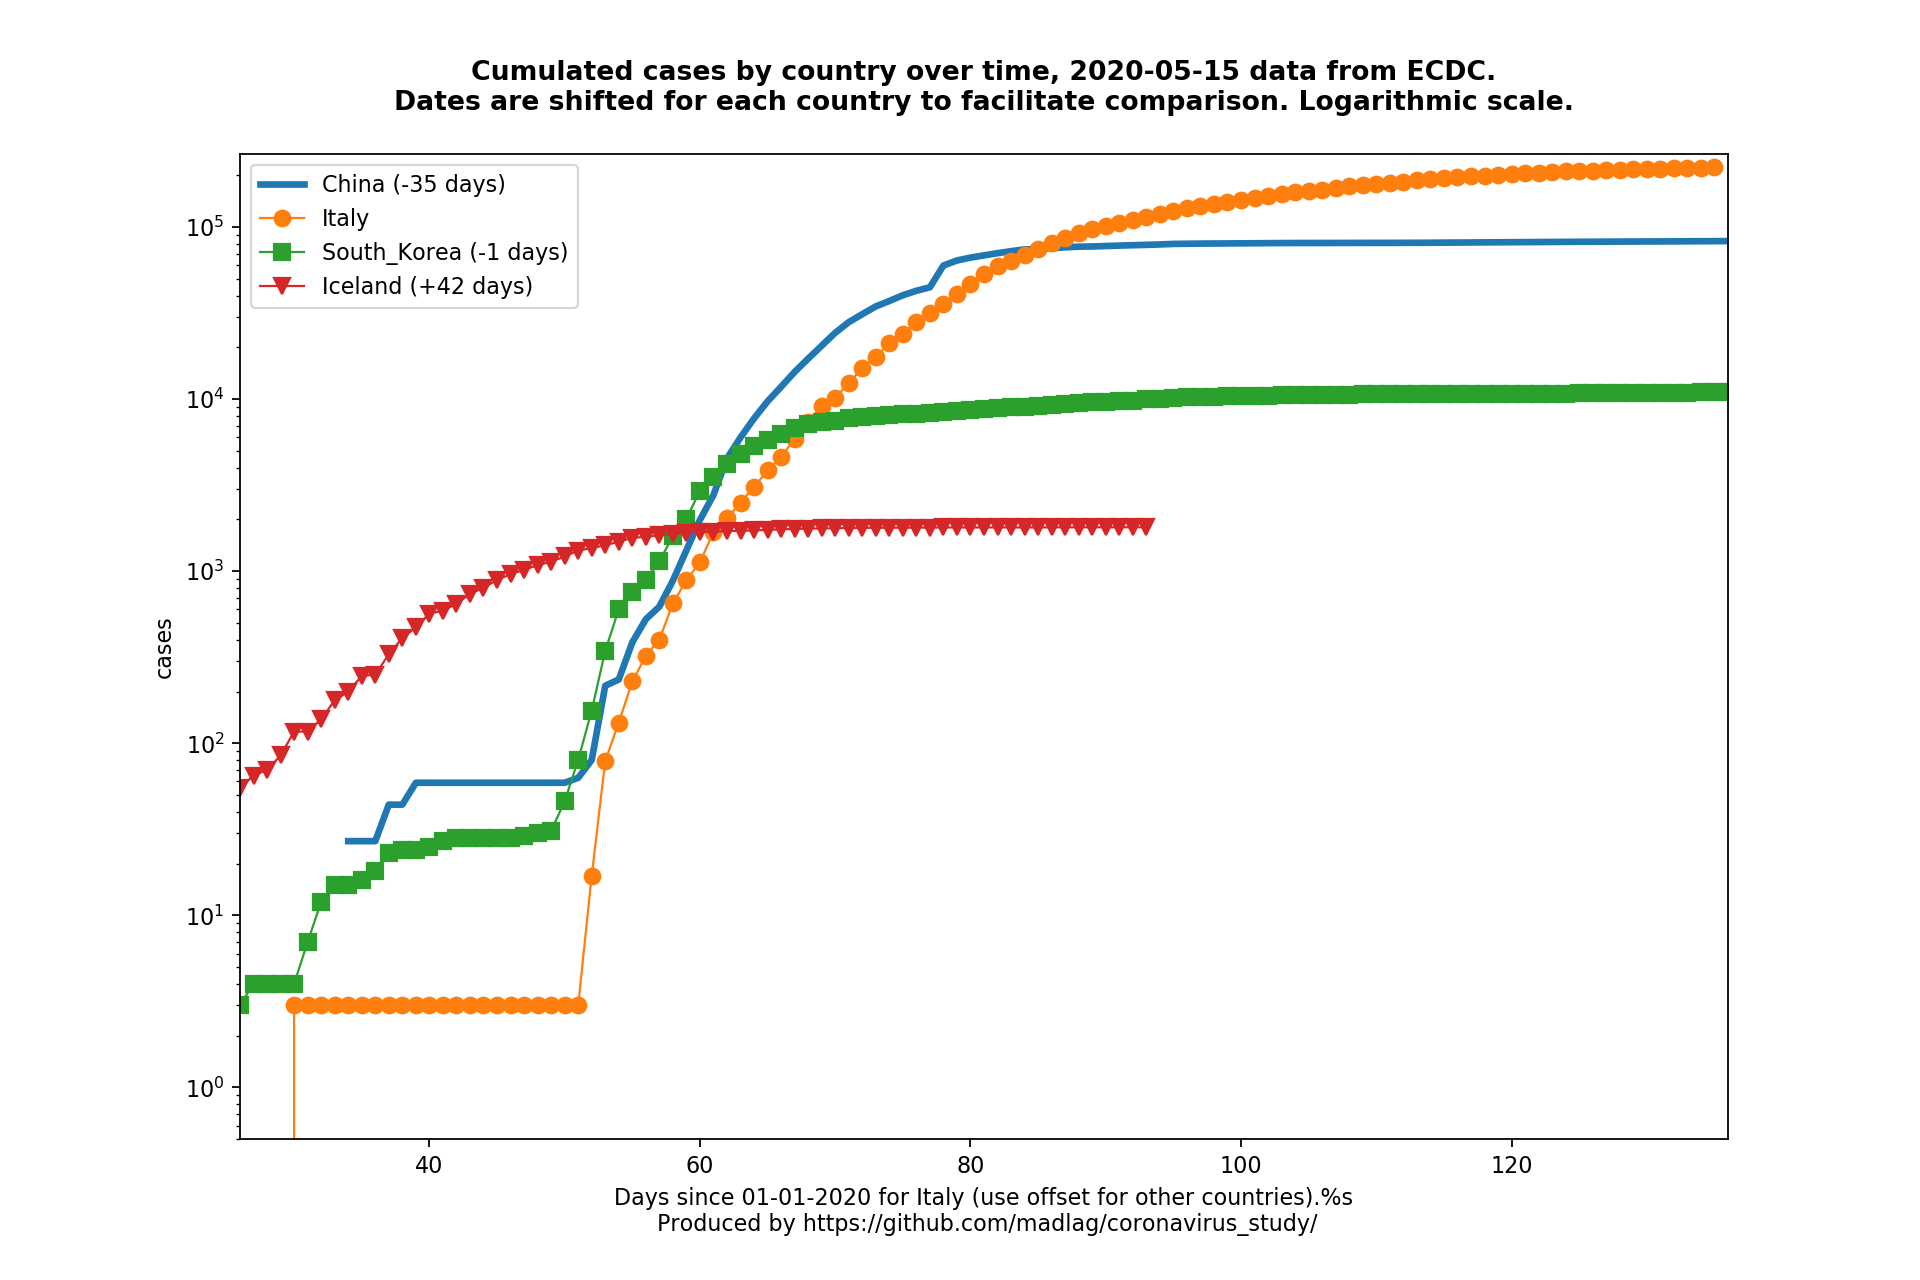 Cumulated cases by country over time, 2020-05-15 data from ECDC.
Dates are shifted for each country to facilitate comparison. Logarithmic scale.
China (-35 days)
Italy
South_Korea (-1 days)
Iceland (+42 days)
cases
10^5
10^4
10^3
10^2
10^1
10^0
40 60 80 100 120
Days since 01-01-2020 for Italy (use offset for other countries).%s
Produced by https://github.com/madlag/coronavirus_study/